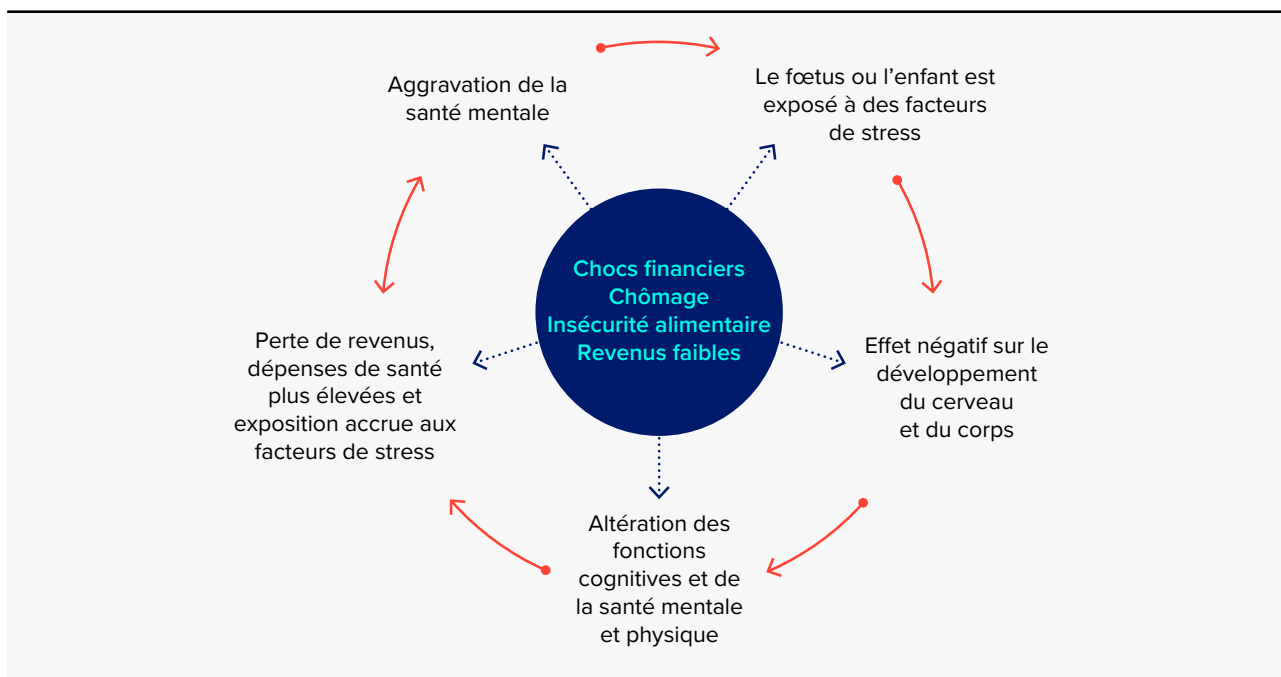 Aggravation de la
santé mentale
Le fœtus ou l’enfant est
exposé à des facteurs
de stress
Chocs financiers
Chômage
Insécurité alimentaire
Revenus faibles
Perte de revenus,
dépenses de santé
plus élevées et
exposition accrue aux
facteurs de stress
Effet négatif sur le
développement
du cerveau
et du corps
Altération des
fonctions
cognitives et de
la santé mentale
et physique